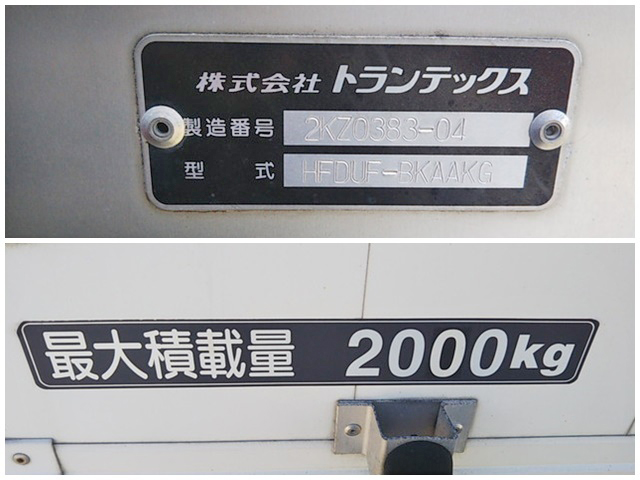 株式会社 トランテックス
製造番号 2KZ0383-04
型式 HFDUF-BKAAKG
最大積載量 2000kg